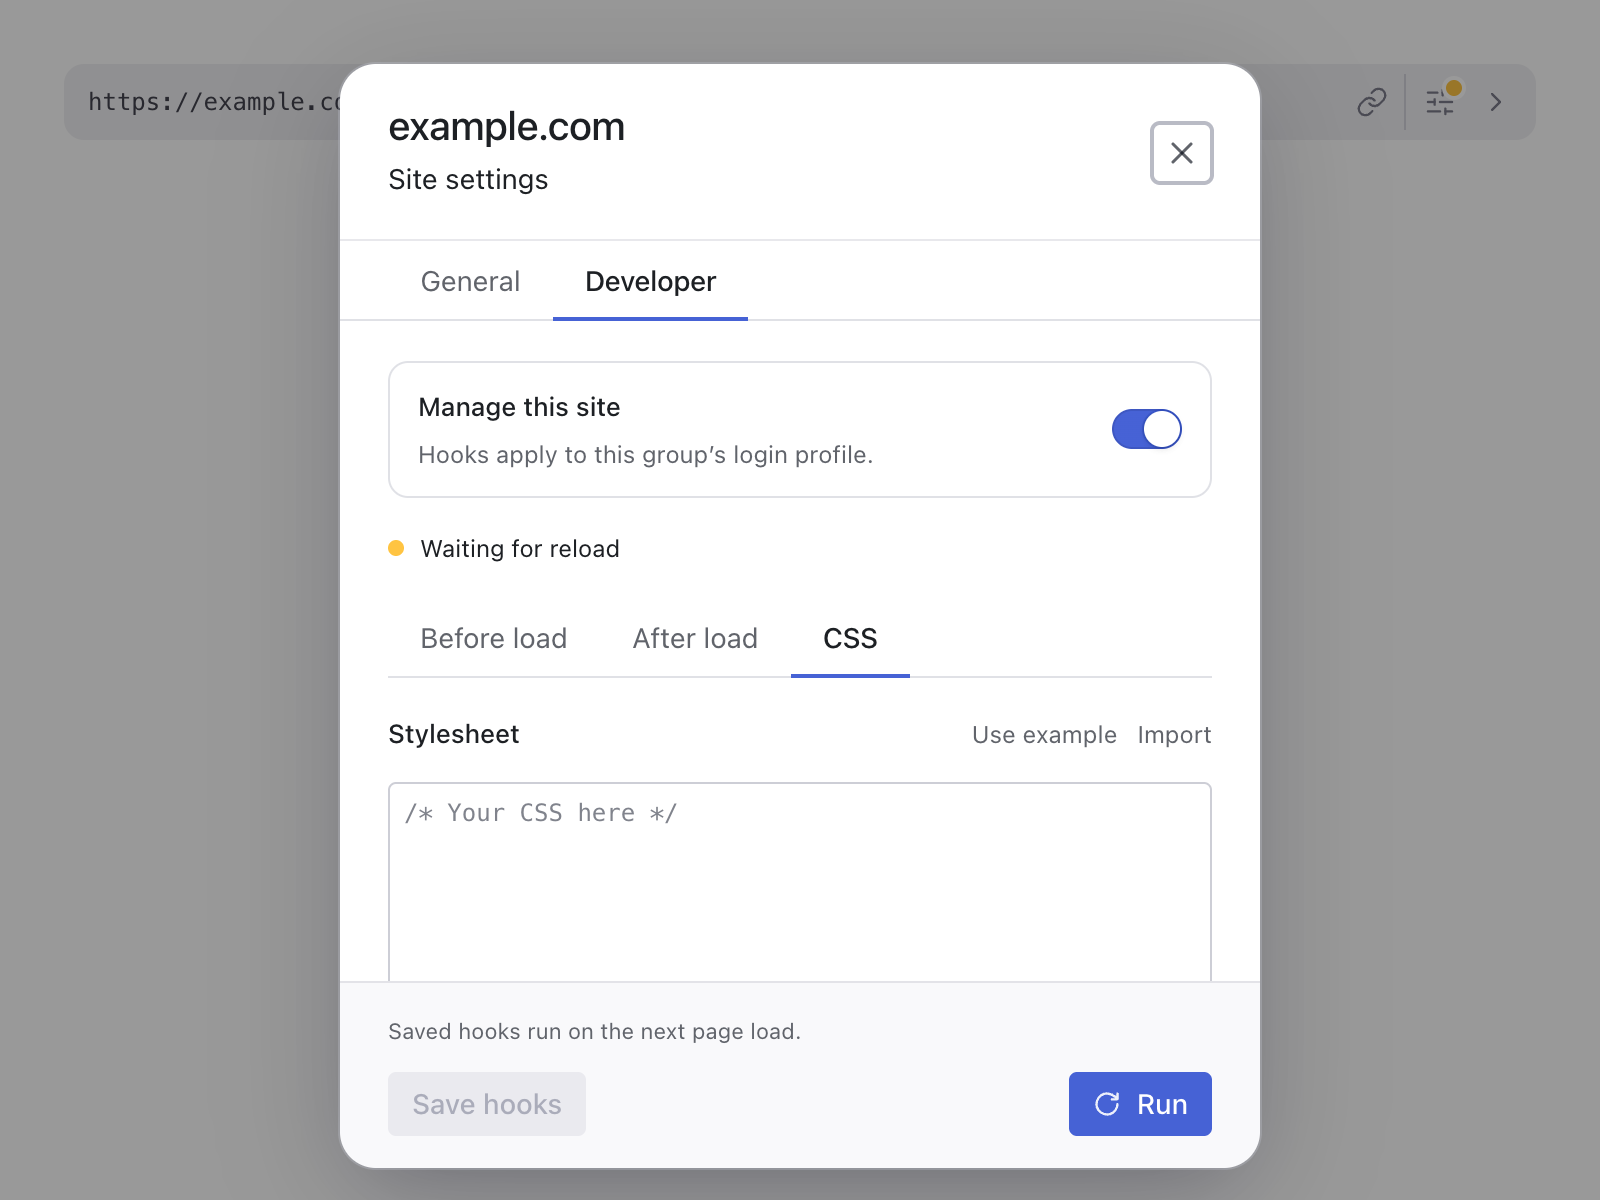 https://example.co
example.com
Site settings
General
Developer
Manage this site
Hooks apply to this group’s login profile.
Waiting for reload
Before load
After load
CSS
Stylesheet
Use example
Import
/* Your CSS here */
Saved hooks run on the next page load.
Save hooks
Run